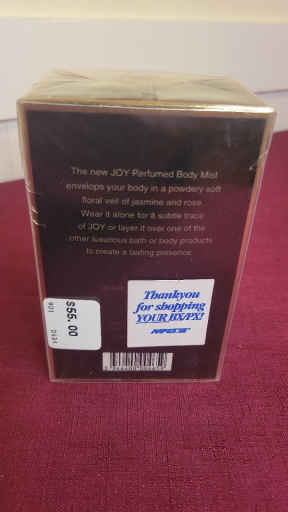 The new JOY Perfumed Body Mist
envelops your body in a powdery soft
floral veil of jasmine and rose.
Wear it alone for a subtle trace
of JOY or layer it over one of the
other luxurious bath or body products
to create a lasting presence.
Thankyou
for shopping
YOUR BX/PX!
$55.00